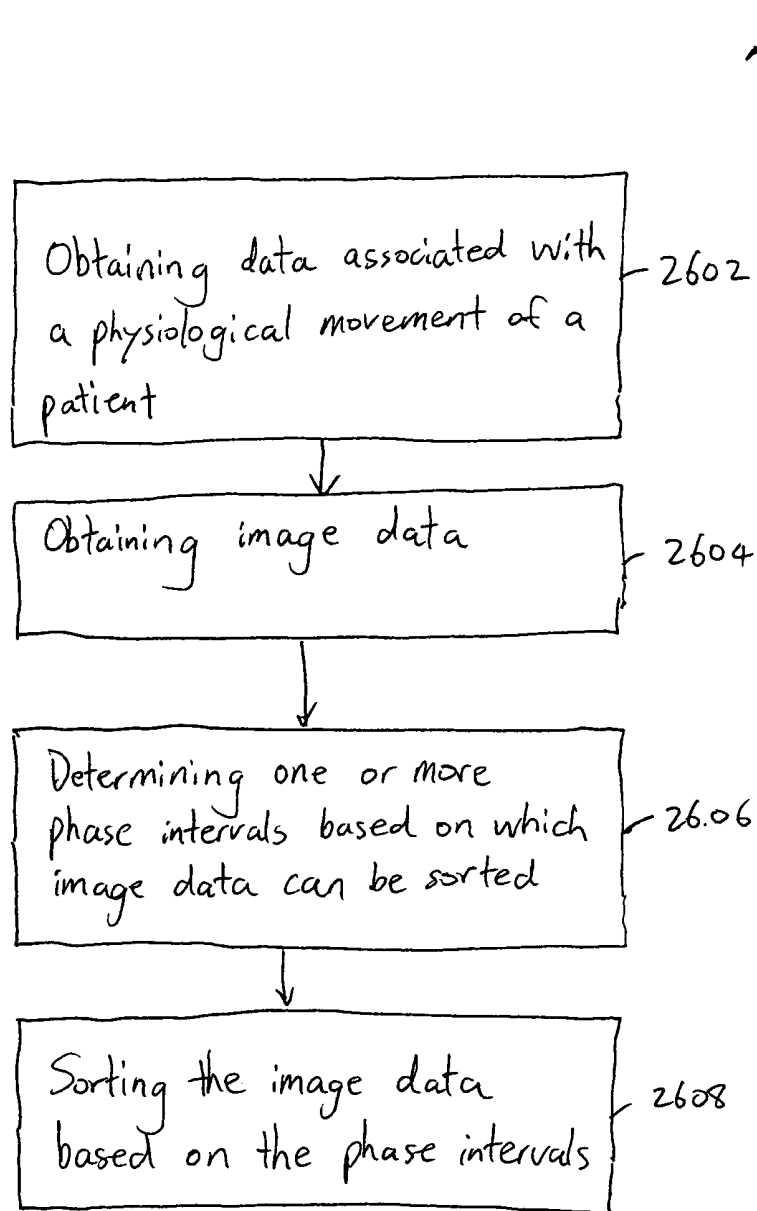 Obtaining data associated with
a physiological movement of a
patient
2602
Obtaining image data
2604
Determining one or more
phase intervals based on which
image data can be sorted
26.06
Sorting the image data
based on the phase intervals
2608